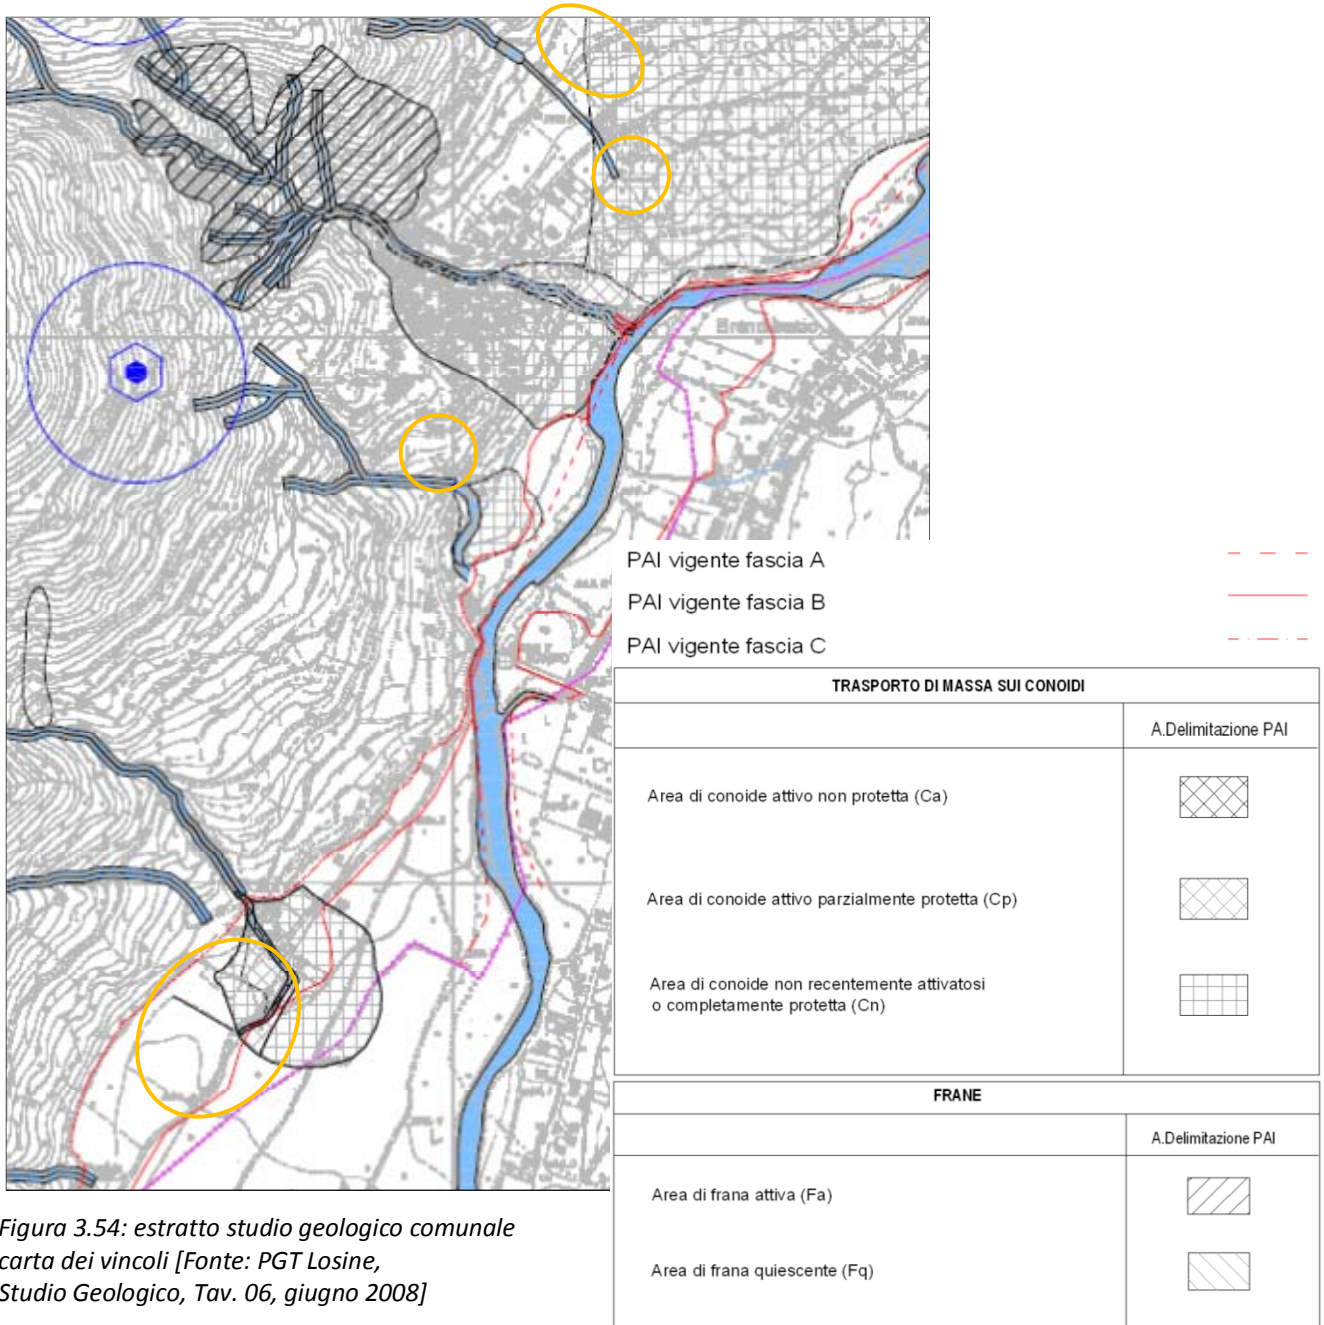 PAI vigente fascia A
PAI vigente fascia B
PAI vigente fascia C
TRASPORTO DI MASSA SUI CONOIDI
A.Delimitazione PAI
Area di conoide attivo non protetta (Ca)
Area di conoide attivo parzialmente protetta (Cp)
Area di conoide non recentemente attivatosi
o completamente protetta (Cn)
FRANE
A.Delimitazione PAI
Area di frana attiva (Fa)
Area di frana quiescente (Fq)
Figura 3.54: estratto studio geologico comunale
carta dei vincoli [Fonte: PGT Losine,
Studio Geologico, Tav. 06, giugno 2008]